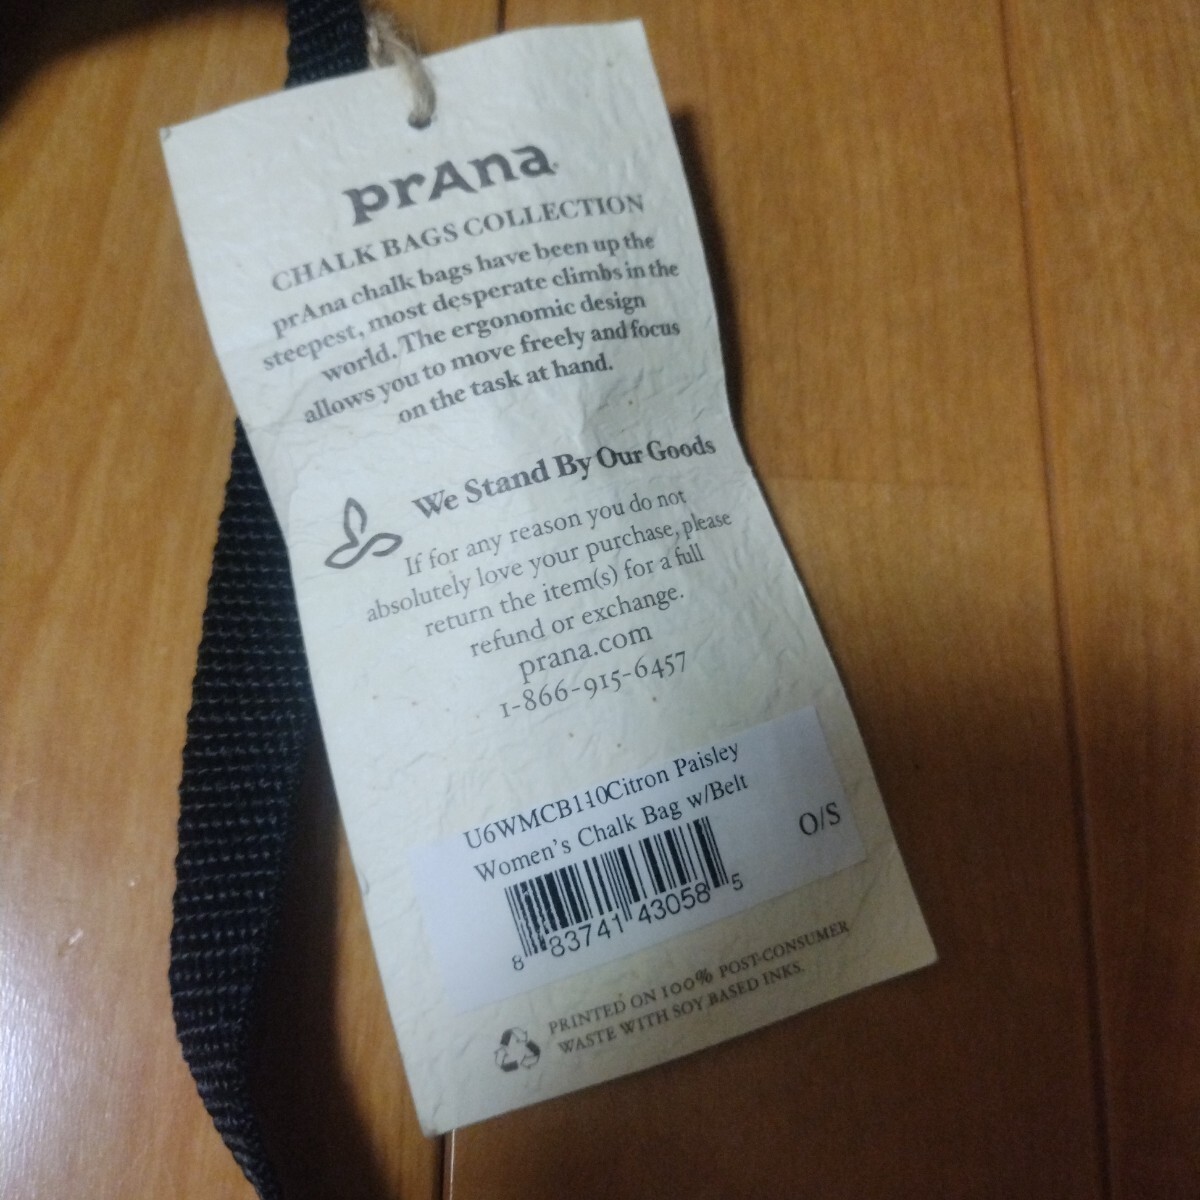 prAna
CHALK BAGS COLLECTION
prAna chalk bags have been up the
steepest, most desperate climbs in the
world. The ergonomic design
allows you to move freely and focus
on the task at hand.
We Stand By Our Goods
If for any reason you do not
absolutely love your purchase, please
return the item(s) for a full
refund or exchange.
prana.com
1-866-915-6457
U6WMCB110Citron Paisley
Women's Chalk Bag w/Belt
O/S
8 83741 43058 5
PRINTED ON 100% POST-CONSUMER
WASTE WITH SOY BASED INKS.